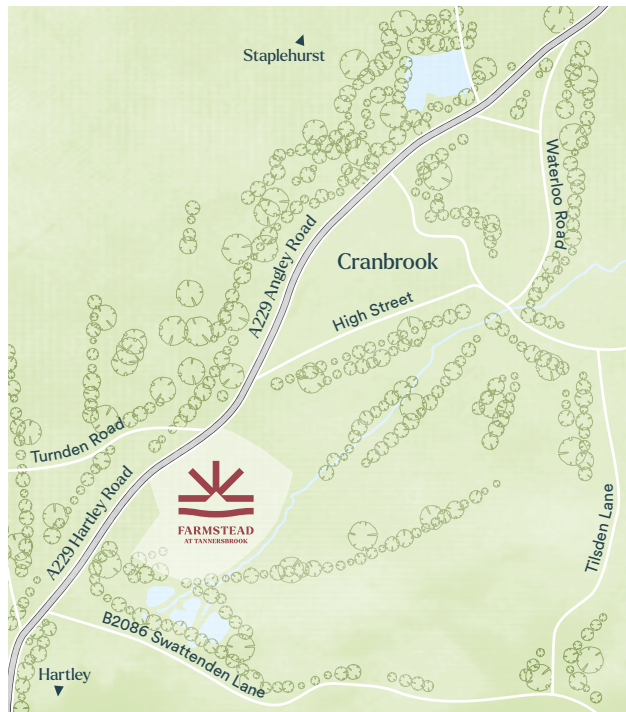 Staplehurst
Waterloo Road
A229 Angley Road
Cranbrook
High Street
Turnden Road
A229 Hartley Road
FARMSTEAD
AT TANNERSBROOK
Tilsden Lane
B2086 Swattenden Lane
Hartley